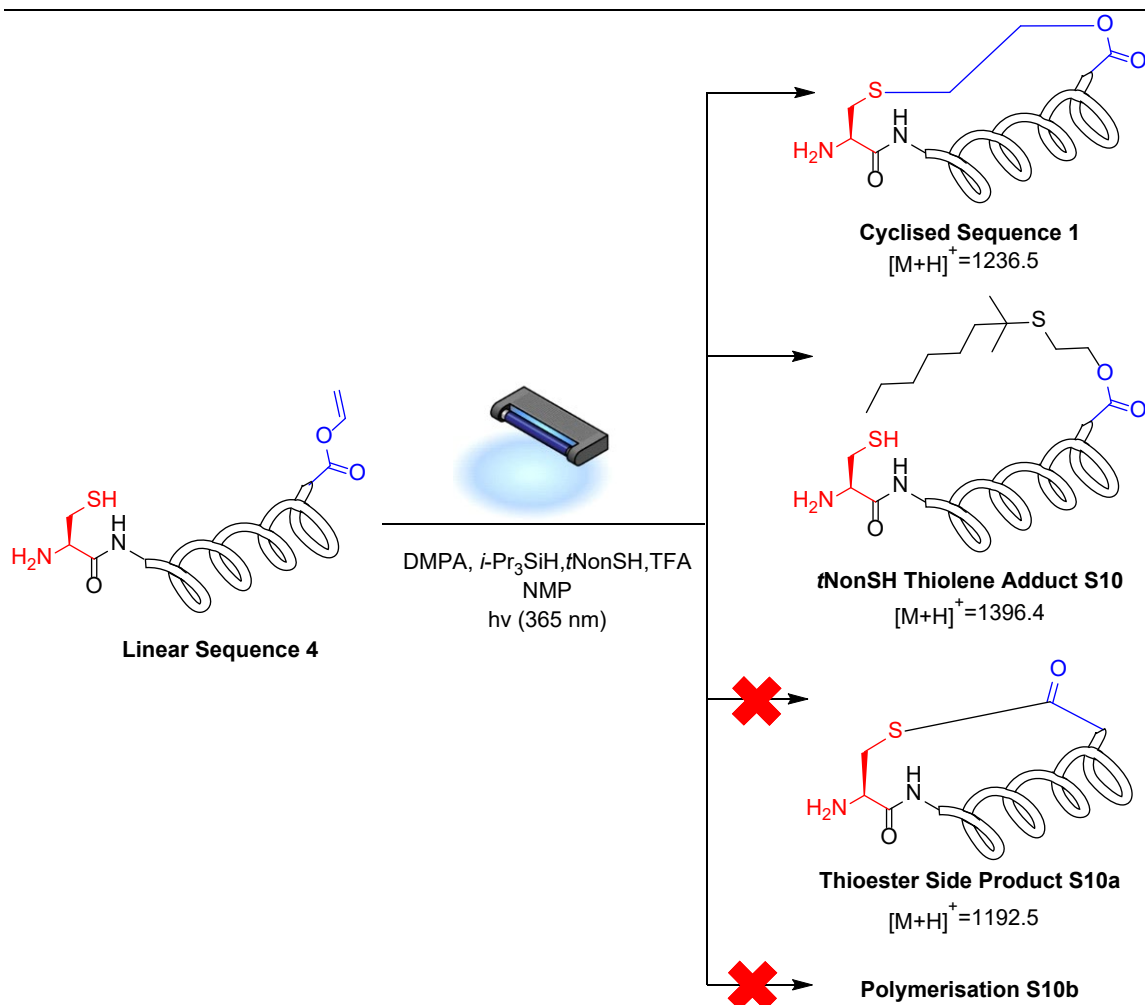 SH
H
N
H2N
O
O
O
Linear Sequence 4
DMPA, i-Pr3SiH,tNonSH,TFA
NMP
hv (365 nm)
O
O
S
H
N
H2N
O
Cyclised Sequence 1
[M+H]+=1236.5
S
O
O
SH
H
N
H2N
O
tNonSH Thiolene Adduct S10
[M+H]+=1396.4
O
S
H
N
H2N
O
Thioester Side Product S10a
[M+H]+=1192.5
Polymerisation S10b